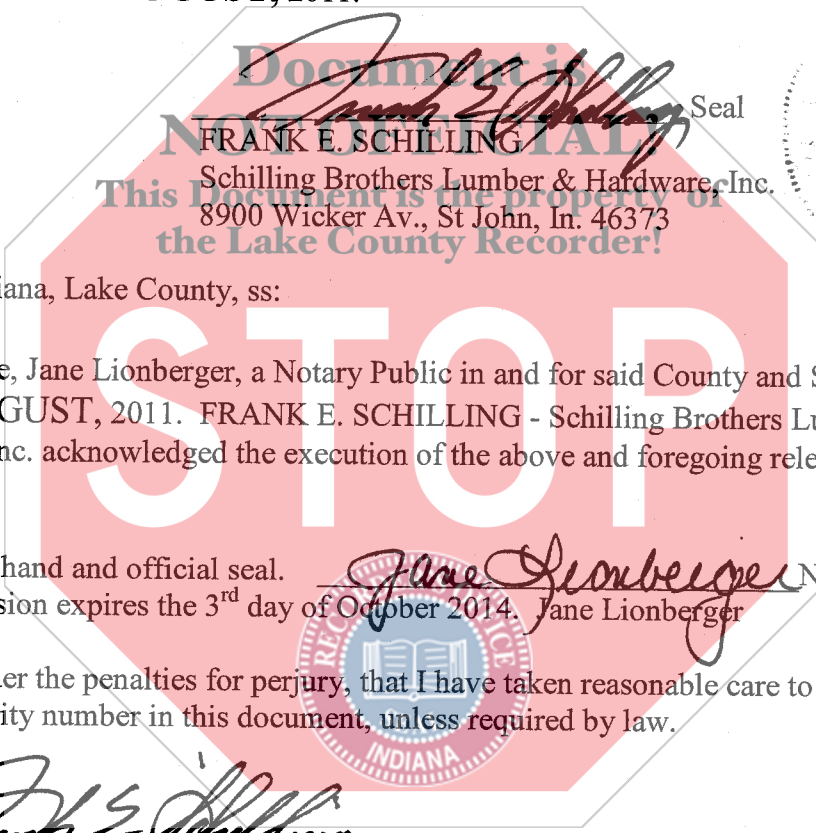 Document is
Frank E Schilling Seal
NOT OFFICIAL!
FRANK E. SCHILLING
This Document is the property of
Schilling Brothers Lumber & Hardware, Inc.
8900 Wicker Av., St John, In. 46373
the Lake County Recorder!
iana, Lake County, ss:
STOP
e, Jane Lionberger, a Notary Public in and for said County and S
GUST, 2011. FRANK E. SCHILLING - Schilling Brothers Lu
nc. acknowledged the execution of the above and foregoing rele
hand and official seal. Jane Lionberger N
sion expires the 3rd day of October 2014. Jane Lionberger
er the penalties for perjury, that I have taken reasonable care to
ity number in this document, unless required by law.
INDIANA